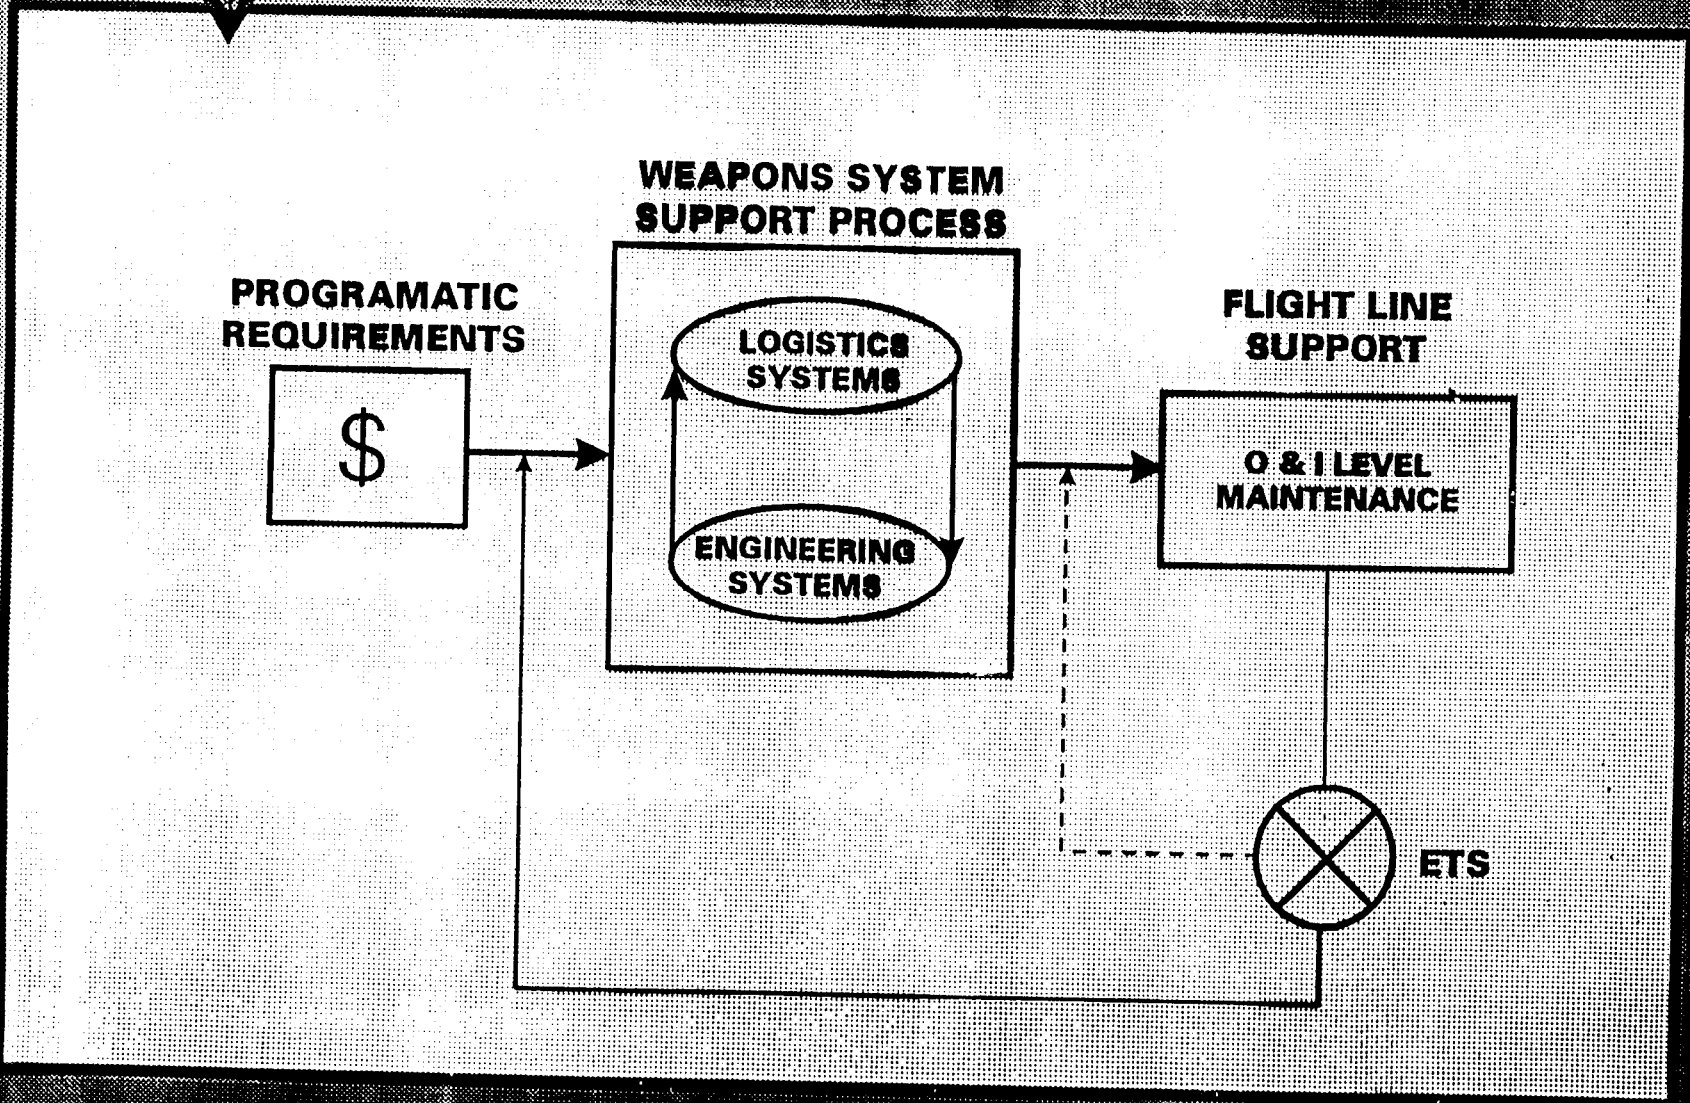 WEAPONS SYSTEM
SUPPORT PROCESS
PROGRAMATIC
REQUIREMENTS
$
LOGISTICS
SYSTEMS
ENGINEERING
SYSTEMS
FLIGHT LINE
SUPPORT
O & I LEVEL
MAINTENANCE
ETS